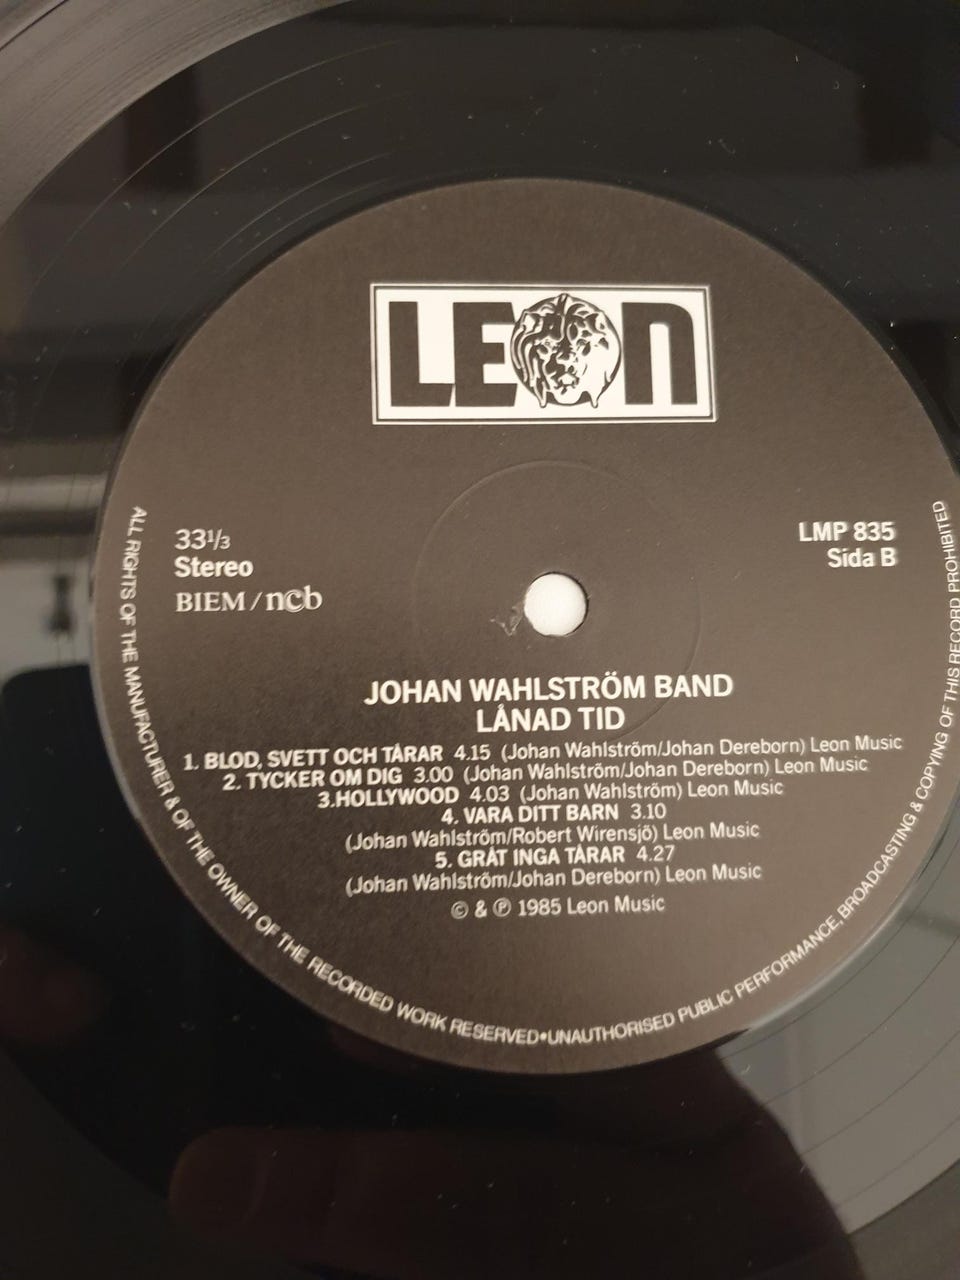 LEON
33⅓
Stereo
BIEM/ncb
LMP 835
Sida B
JOHAN WAHLSTRÖM BAND
LÅNAD TID
1. BLOD, SVETT OCH TÅRAR 4.15 (Johan Wahlström/Johan Dereborn) Leon Music
2. TYCKER OM DIG 3.00 (Johan Wahlström/Johan Dereborn) Leon Music
3.HOLLYWOOD 4.03 (Johan Wahlström) Leon Music
4. VARA DITT BARN 3.10
(Johan Wahlström/Robert Wirensjö) Leon Music
5. GRÅT INGA TÅRAR 4.27
(Johan Wahlström/Johan Dereborn) Leon Music
© & ℗ 1985 Leon Music
ALL RIGHTS OF THE MANUFACTURER & OF THE OWNER OF THE RECORDED WORK RESERVED•UNAUTHORISED PUBLIC PERFORMANCE, BROADCASTING & COPYING OF THIS RECORD PROHIBITED